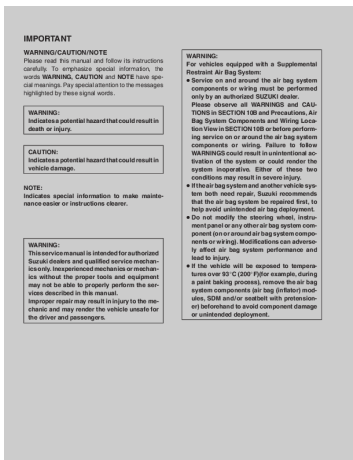 IMPORTANT
WARNING/CAUTION/NOTE
Please read this manual and follow its instructions
carefully. To emphasize special information, the
words WARNING, CAUTION and NOTE have spe-
cial meanings. Pay special attention to the messages
highlighted by these signal words.
WARNING:
Indicates a potential hazard that could result in
death or injury.
CAUTION:
Indicates a potential hazard that could result in
vehicle damage.
NOTE:
Indicates special information to make mainte-
nance easier or instructions clearer.
WARNING:
This service manual is intended for authorized
Suzuki dealers and qualified service mechan-
ics only. Inexperienced mechanics or mechan-
ics without the proper tools and equipment
may not be able to properly perform the ser-
vices described in this manual.
Improper repair may result in injury to the me-
chanic and may render the vehicle unsafe for
the driver and passengers.
WARNING:
For vehicles equipped with a Supplemental
Restraint Air Bag System:
● Service on and around the air bag system
components or wiring must be performed
only by an authorized SUZUKI dealer.
Please observe all WARNINGS and CAU-
TIONS in SECTION 10B and Precautions, Air
Bag System Components and Wiring Loca-
tion View in SECTION 10B before perform-
ing service on or around the air bag system
components or wiring. Failure to follow
WARNINGS could result in unintentional ac-
tivation of the system or could render the
system inoperative. Either of these two
conditions may result in severe injury.
● If the air bag system and another vehicle sys-
tem both need repair, Suzuki recommends
that the air bag system be repaired first, to
help avoid unintended air bag deployment.
● Do not modify the steering wheel, instru-
ment panel or any other air bag system com-
ponent (on or around air bag system compo-
nents or wiring). Modifications can adverse-
ly affect air bag system performance and
lead to injury.
● If the vehicle will be exposed to tempera-
tures over 93°C (200°F)(for example, during
a paint baking process), remove the air bag
system components (air bag (inflator) mod-
ules, SDM and/or seatbelt with pretension-
er) beforehand to avoid component damage
or unintended deployment.